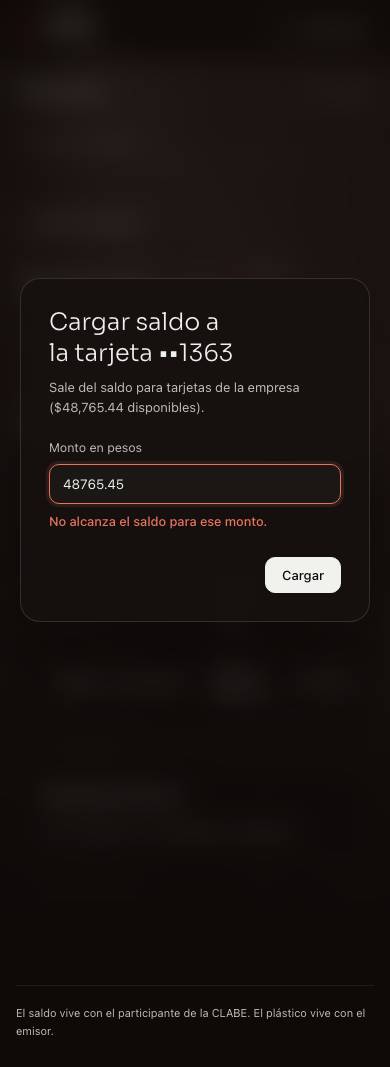 Cargar saldo a
la tarjeta ··1363
Sale del saldo para tarjetas de la empresa
($48,765.44 disponibles).
Monto en pesos
48765.45
No alcanza el saldo para ese monto.
Cargar
El saldo vive con el participante de la CLABE. El plástico vive con el
emisor.